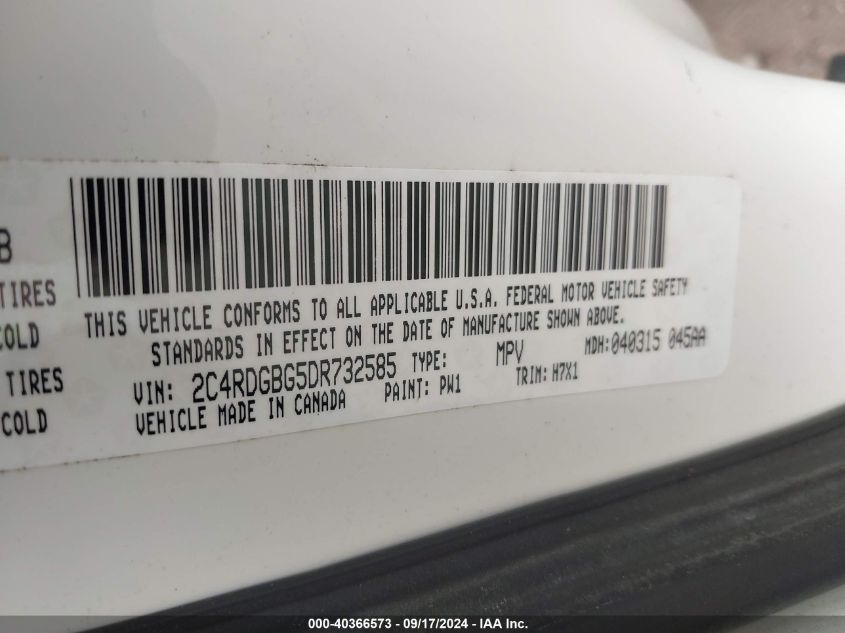 B
TIRES
COLD
TIRES
COLD
THIS VEHICLE CONFORMS TO ALL APPLICABLE U.S.A. FEDERAL MOTOR VEHICLE SAFETY
STANDARDS IN EFFECT ON THE DATE OF MANUFACTURE SHOWN ABOVE.
VIN: 2C4RDGBG5DR732585 TYPE: MPV MDH: 040315 045AA
VEHICLE MADE IN CANADA PAINT: PW1 TRIM: H7X1
000-40366573 / 09/17/2024 - IAA Inc.